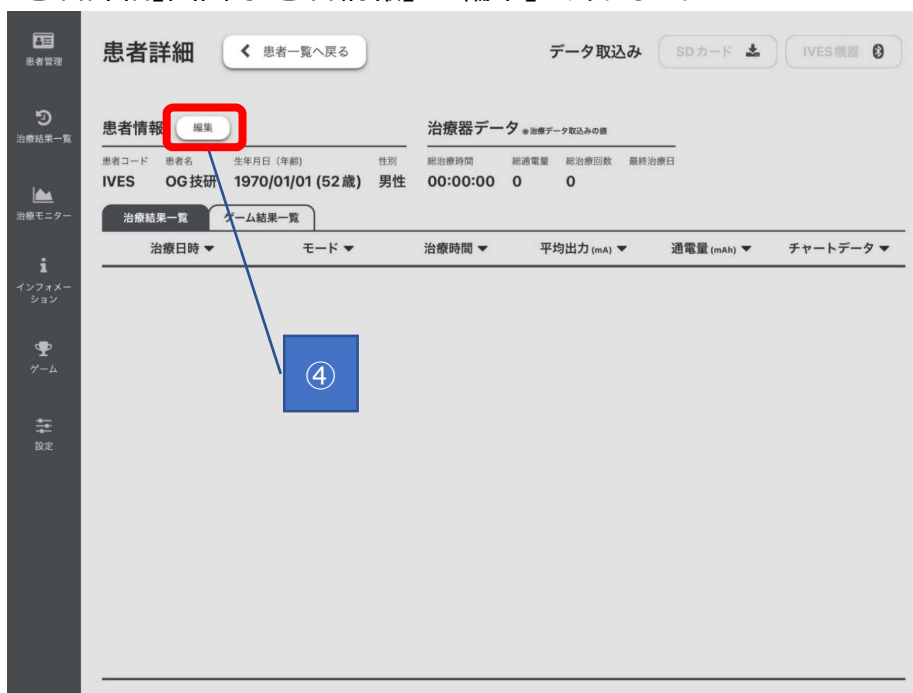 患者管理
治療結果一覧
治療モニター
インフォメー
ション
ゲーム
設定
患者詳細
患者一覧へ戻る
データ取込み
SDカード
IVES機器
患者情報
編集
治療器データ ※治療データ取込みの値
患者コード 患者名 生年月日（年齢） 性別
IVES OG技研 1970/01/01 (52歳) 男性
総治療時間 総通電量 総治療回数 最終治療日
00:00:00 0 0
治療結果一覧
ゲーム結果一覧
治療日時▼ モード▼ 治療時間▼ 平均出力(mA)▼ 通電量(mAh)▼ チャートデータ▼
④